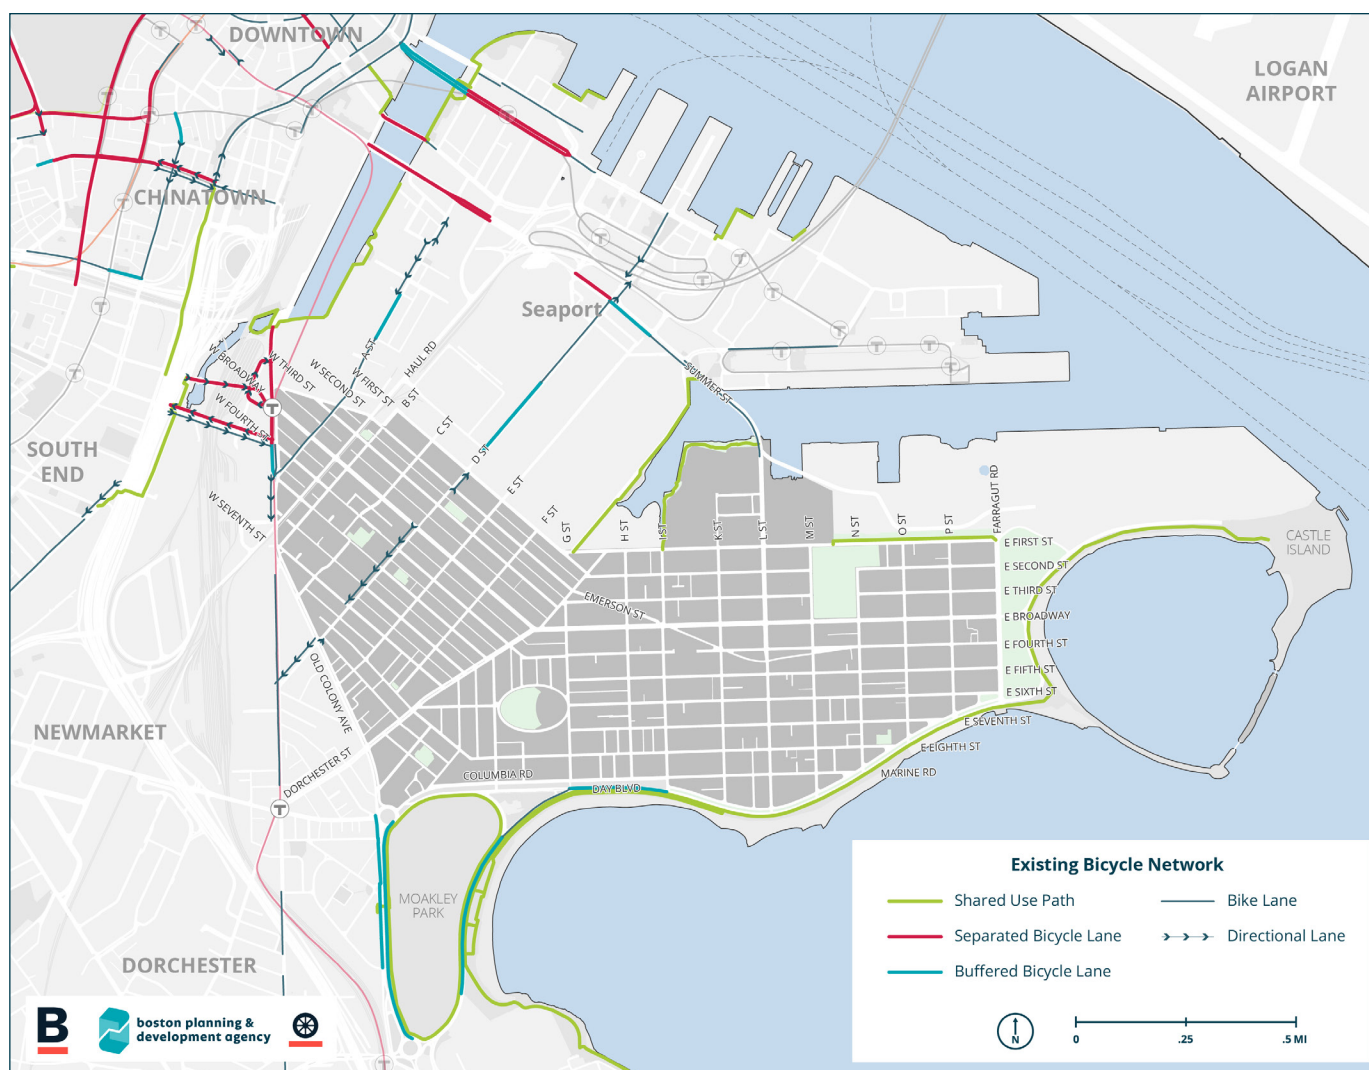 DOWNTOWN
LOGAN
AIRPORT
T
T
T
T
T
T
CHINATOWN
T
T
T
T
T
T
Seaport
T
T
T
T
T
T
T
A ST
HAUL RD
W BROADWAY
W THIRD ST
W SECOND ST
W FIRST ST
B ST
SUMMER ST
W FOURTH ST
T
C ST
D ST
SOUTH
END
E ST
F ST
G ST
H ST
I ST
K ST
L ST
M ST
N ST
O ST
P ST
FARRAGUT RD
W SEVENTH ST
E FIRST ST
CASTLE
ISLAND
E SECOND ST
E THIRD ST
EMERSON ST
E BROADWAY
E FOURTH ST
E FIFTH ST
E SIXTH ST
OLD COLONY AVE
E SEVENTH ST
NEWMARKET
E EIGHTH ST
DORCHESTER ST
COLUMBIA RD
MARINE RD
DAY BLVD
T
MOAKLEY
PARK
DORCHESTER
T
B
boston planning &
development agency
Existing Bicycle Network
Shared Use Path
Bike Lane
Separated Bicycle Lane
Directional Lane
Buffered Bicycle Lane
N
0 .25 .5 MI